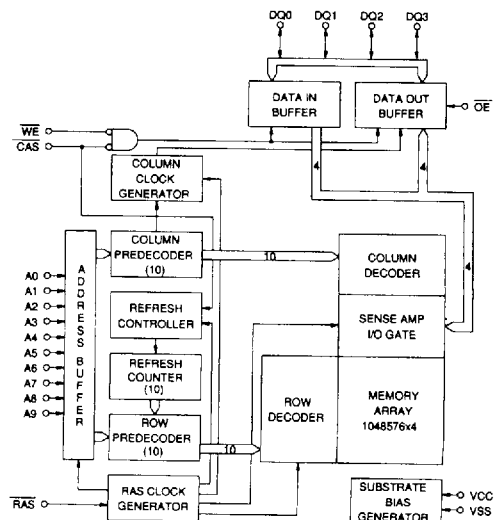 DQ0 DQ1 DQ2 DQ3
DATA IN
BUFFER
DATA OUT
BUFFER
OE
WE
CAS
4
4
COLUMN
CLOCK
GENERATOR
COLUMN
PREDECODER
(10)
10
COLUMN
DECODER
4
A0
A1
A2
A3
A4
A5
A6
A7
A8
A9
ADDRESS BUFFER
REFRESH
CONTROLLER
SENSE AMP
I/O GATE
REFRESH
COUNTER
(10)
ROW
DECODER
MEMORY
ARRAY
1048576x4
ROW
PREDECODER
(10)
10
RAS
RAS CLOCK
GENERATOR
SUBSTRATE
BIAS
GENERATOR
VCC
VSS